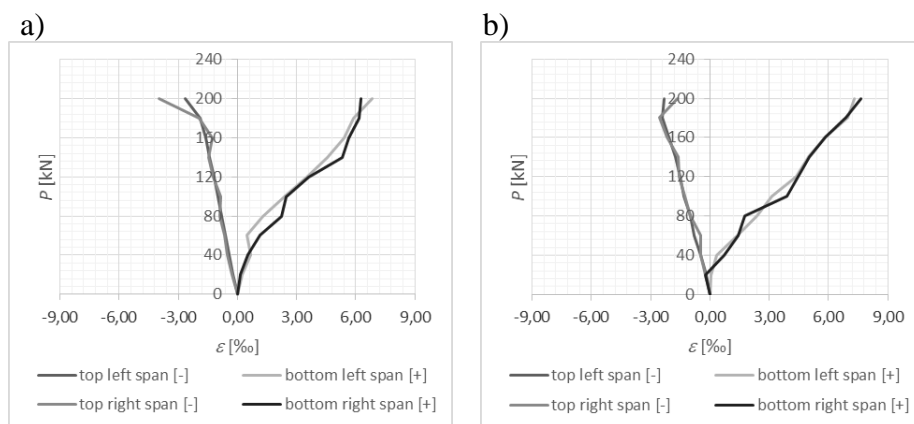 a)
240
200
160
120
80
40
0
P [kN]
-9,00 -6,00 -3,00 0,00 3,00 6,00 9,00
ε [‰]
top left span [-] bottom left span [+]
top right span [-] bottom right span [+]
b)
240
200
160
120
80
40
0
P [kN]
-9,00 -6,00 -3,00 0,00 3,00 6,00 9,00
ε [‰]
top left span [-] bottom left span [+]
top right span [-] bottom right span [+]